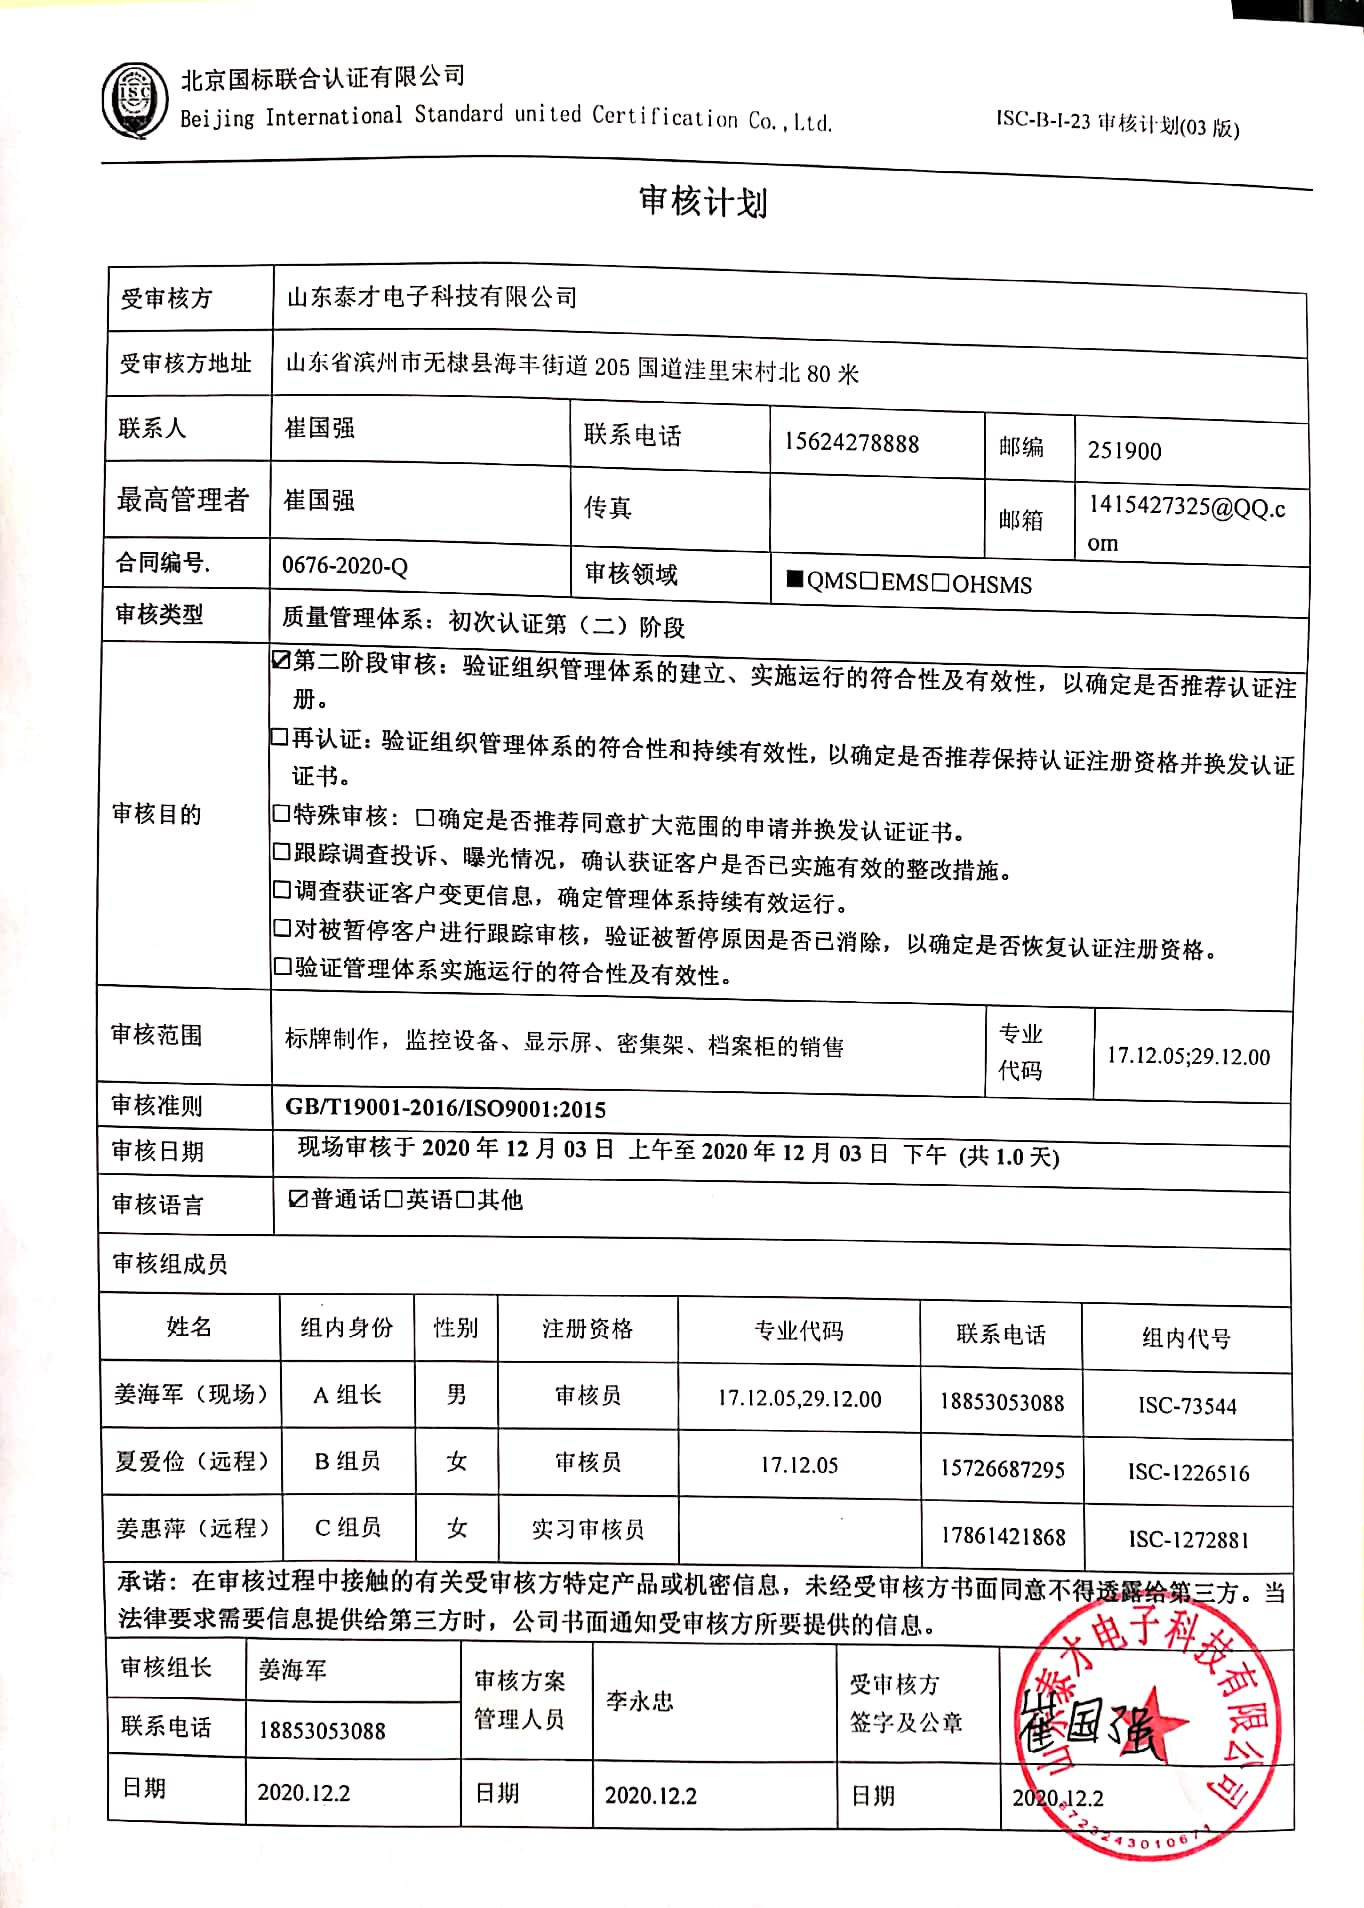 ISC
北京国标联合认证有限公司
Beijing International Standard united Certification Co.,Ltd.
ISC-B-I-23 审核计划(03 版)
审核计划
受审核方 山东泰才电子科技有限公司
受审核方地址 山东省滨州市无棣县海丰街道 205 国道洼里宋村北 80 米
联系人 崔国强 联系电话 15624278888 邮编 251900
最高管理者 崔国强 传真 邮箱 1415427325@QQ.c
om
合同编号. 0676-2020-Q 审核领域 ■QMS□EMS□OHSMS
审核类型 质量管理体系：初次认证第（二）阶段
审核目的
☑第二阶段审核：验证组织管理体系的建立、实施运行的符合性及有效性，以确定是否推荐认证注
册。
□再认证：验证组织管理体系的符合性和持续有效性，以确定是否推荐保持认证注册资格并换发认证
证书。
□特殊审核：□确定是否推荐同意扩大范围的申请并换发认证证书。
□跟踪调查投诉、曝光情况，确认获证客户是否已实施有效的整改措施。
□调查获证客户变更信息，确定管理体系持续有效运行。
□对被暂停客户进行跟踪审核，验证被暂停原因是否已消除，以确定是否恢复认证注册资格。
□验证管理体系实施运行的符合性及有效性。
审核范围 标牌制作，监控设备、显示屏、密集架、档案柜的销售 专业
代码 17.12.05;29.12.00
审核准则 GB/T19001-2016/ISO9001:2015
审核日期 现场审核于 2020 年 12 月 03 日 上午至 2020 年 12 月 03 日 下午 (共 1.0 天)
审核语言 ☑普通话□英语□其他
审核组成员
姓名 组内身份 性别 注册资格 专业代码 联系电话 组内代号
姜海军（现场） A 组长 男 审核员 17.12.05,29.12.00 18853053088 ISC-73544
夏爱俭（远程） B 组员 女 审核员 17.12.05 15726687295 ISC-1226516
姜惠萍（远程） C 组员 女 实习审核员 17861421868 ISC-1272881
承诺：在审核过程中接触的有关受审核方特定产品或机密信息，未经受审核方书面同意不得透露给第三方。当
法律要求需要信息提供给第三方时，公司书面通知受审核方所要提供的信息。
审核组长 姜海军 审核方案
管理人员 李永忠 受审核方
签字及公章 崔国强
联系电话 18853053088
日期 2020.12.2 日期 2020.12.2 日期 2020.12.2
山东泰才电子科技有限公司